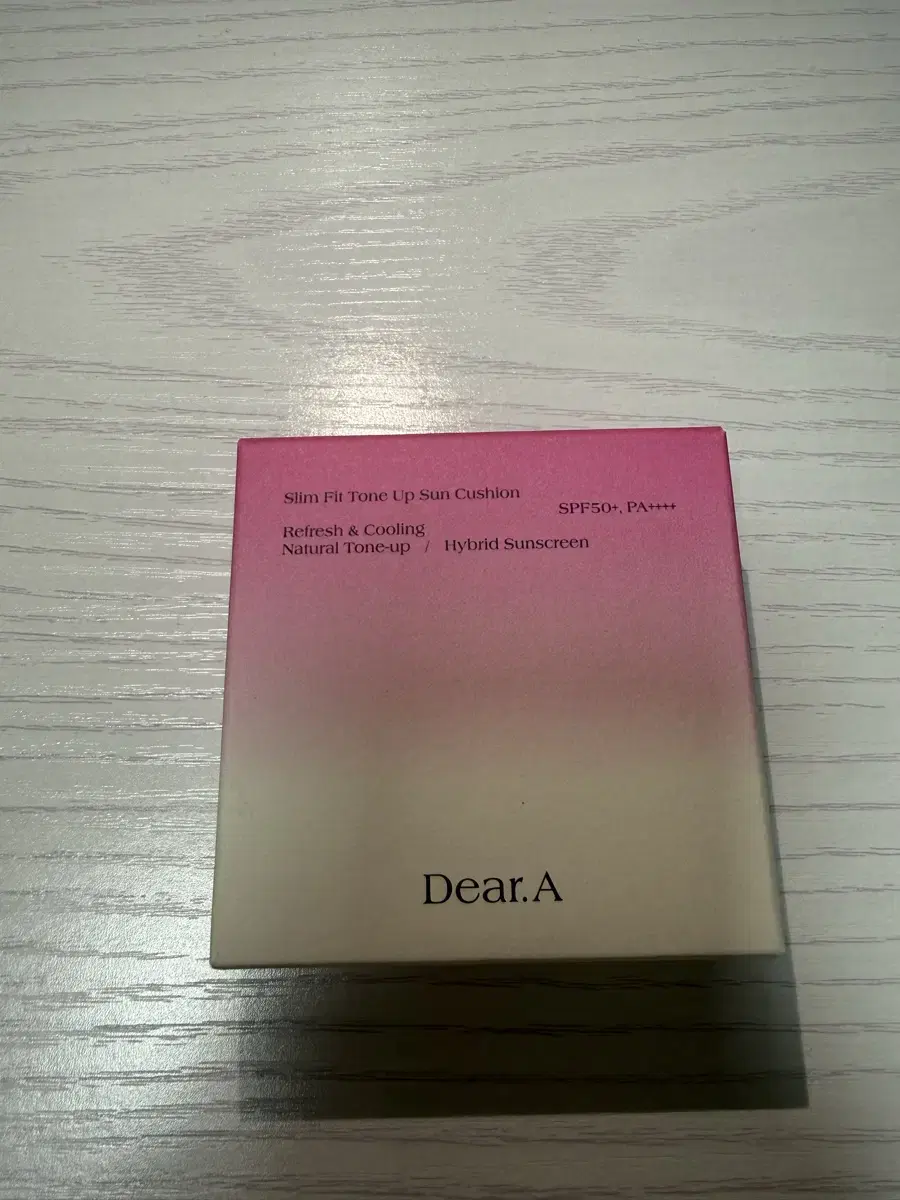 Slim Fit Tone Up Sun Cushion
SPF50+, PA++++
Refresh & Cooling
Natural Tone-up / Hybrid Sunscreen
Dear.A